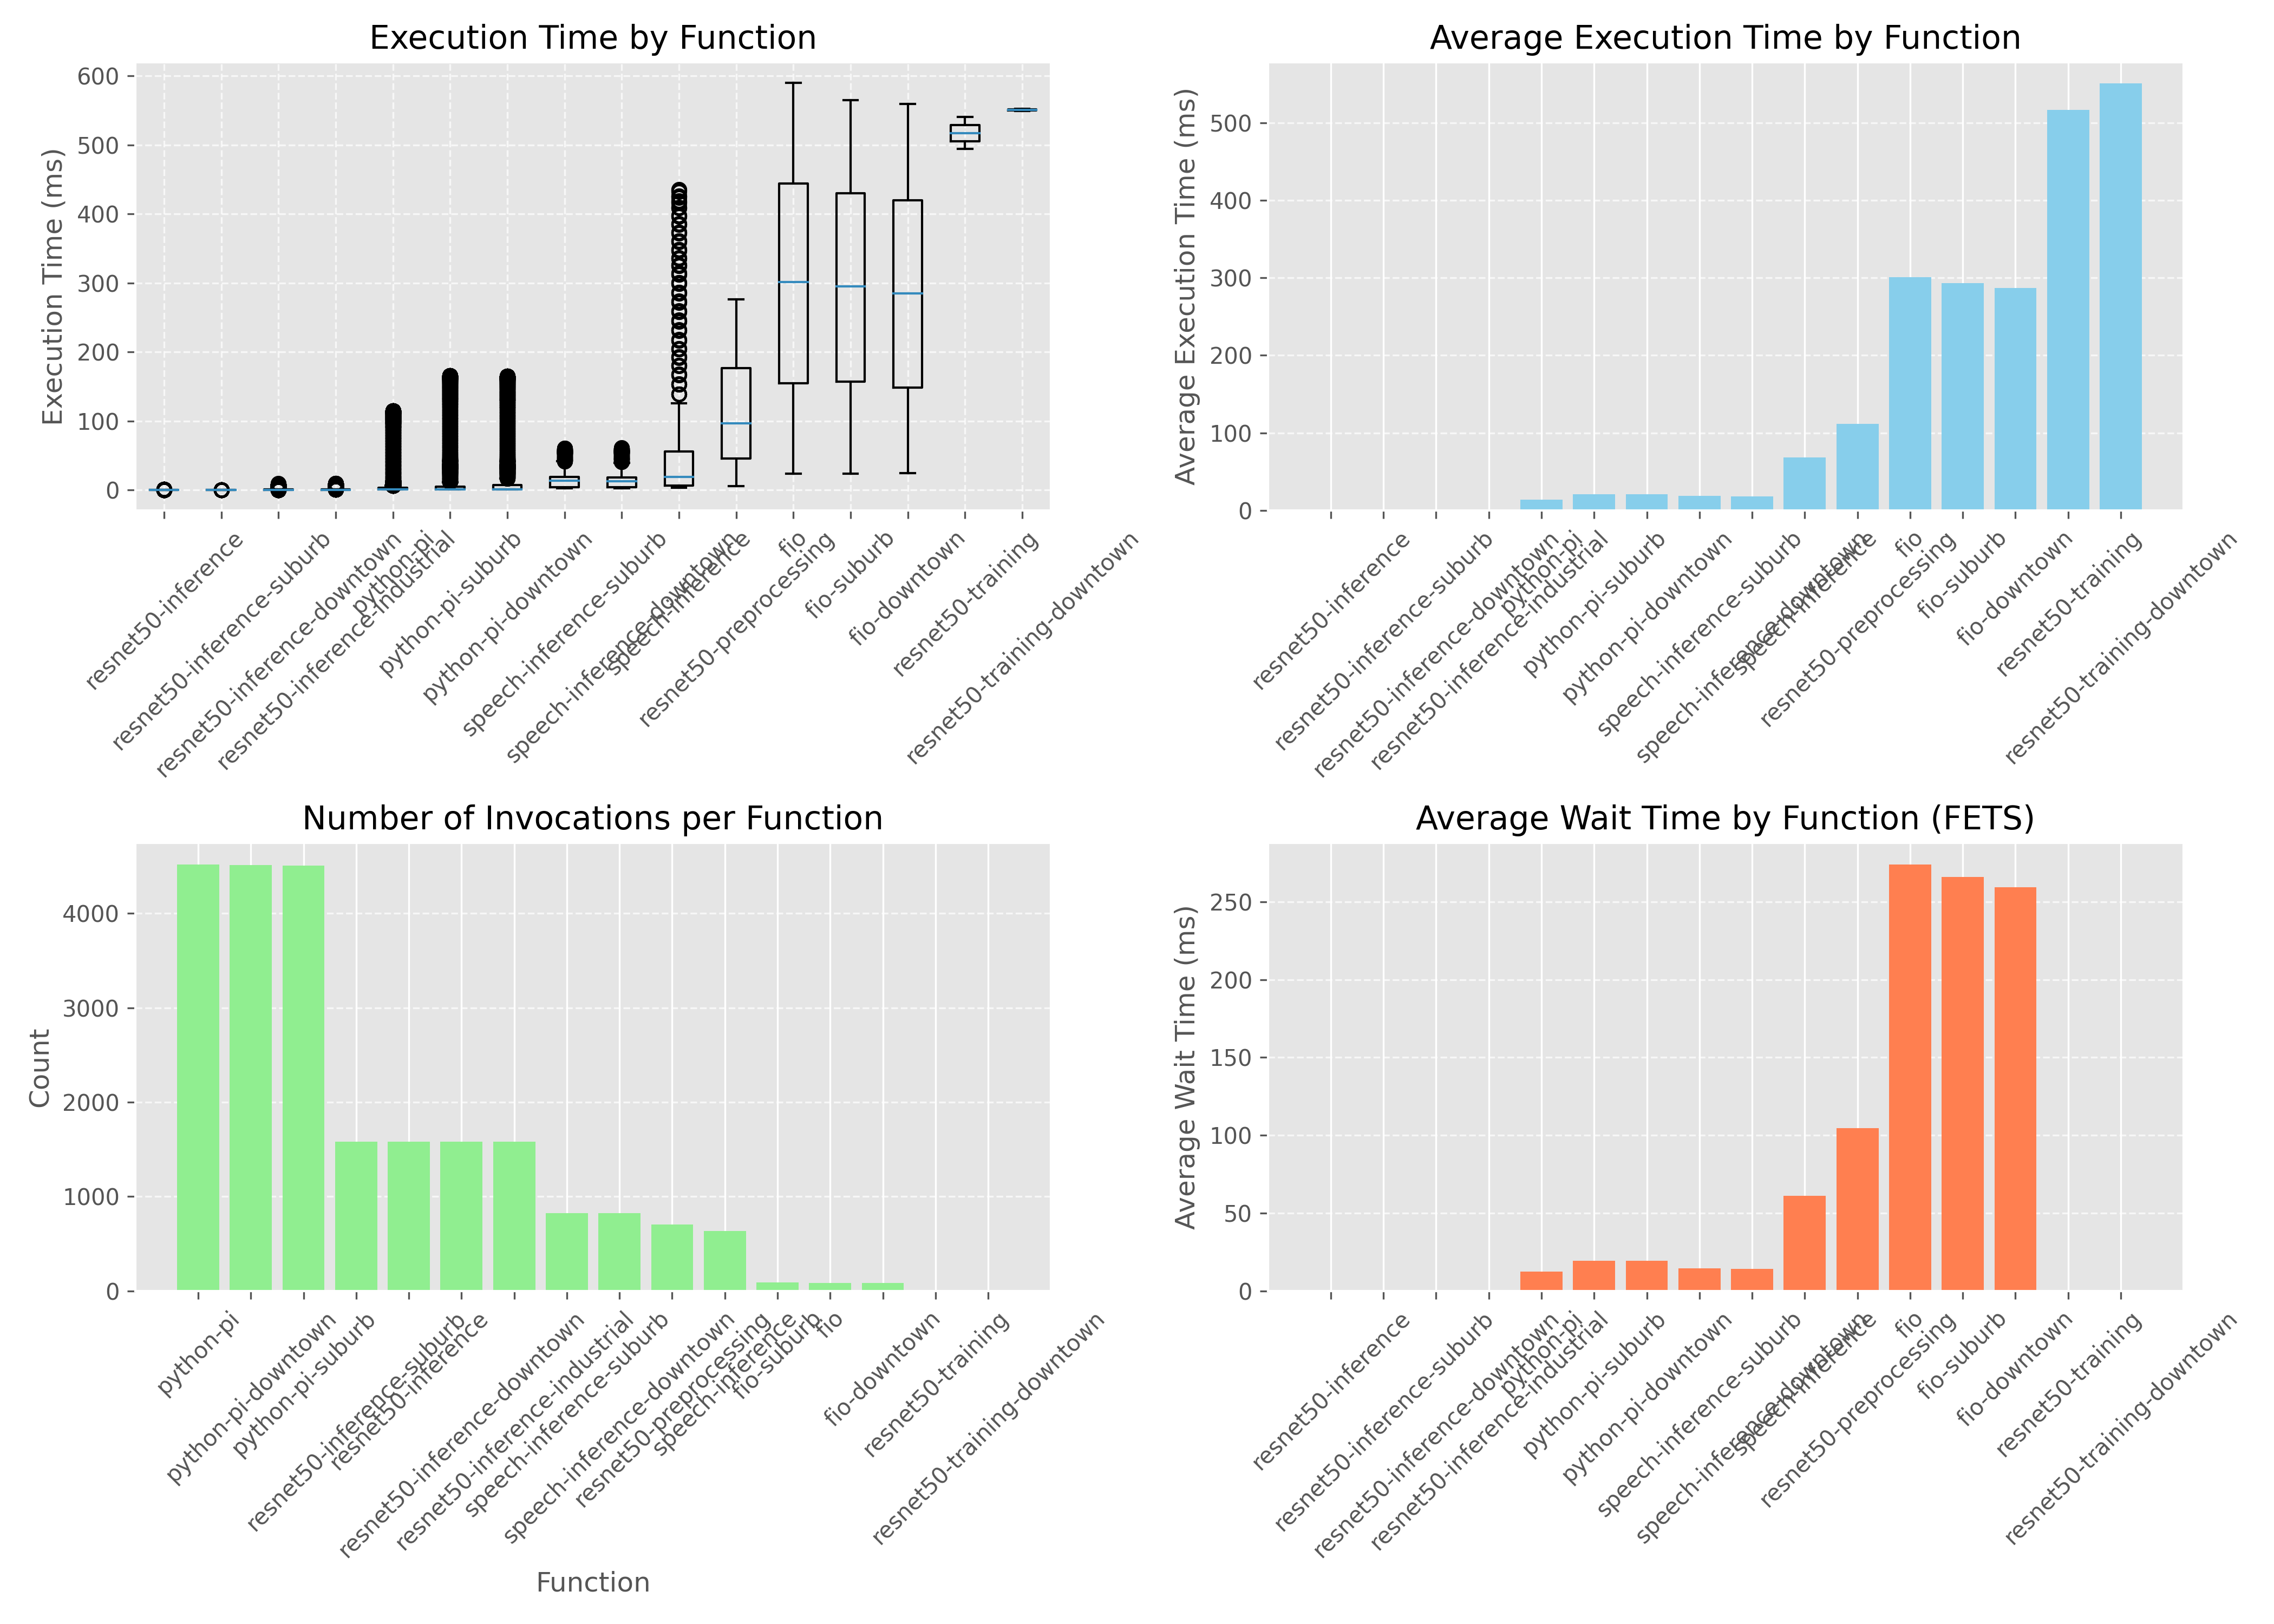 Execution Time by Function
Execution Time (ms)
600
500
400
300
200
100
0
resnet50-inference
resnet50-inference-suburb
resnet50-inference-downtown
resnet50-inference-industrial
python-pi
python-pi-suburb
python-pi-downtown
speech-inference-suburb
speech-inference-downtown
speech-inference
resnet50-preprocessing
fio
fio-suburb
fio-downtown
resnet50-training
resnet50-training-downtown
Average Execution Time by Function
Average Execution Time (ms)
500
400
300
200
100
0
resnet50-inference
resnet50-inference-suburb
resnet50-inference-downtown
resnet50-inference-industrial
python-pi
python-pi-suburb
python-pi-downtown
speech-inference-suburb
speech-inference-downtown
speech-inference
resnet50-preprocessing
fio
fio-suburb
fio-downtown
resnet50-training
resnet50-training-downtown
Number of Invocations per Function
Count
4000
3000
2000
1000
0
python-pi
python-pi-downtown
python-pi-suburb
resnet50-inference-suburb
resnet50-inference
resnet50-inference-downtown
resnet50-inference-industrial
speech-inference-suburb
speech-inference-downtown
resnet50-preprocessing
speech-inference
fio-suburb
fio
fio-downtown
resnet50-training
resnet50-training-downtown
Function
Average Wait Time by Function (FETS)
Average Wait Time (ms)
250
200
150
100
50
0
resnet50-inference
resnet50-inference-suburb
resnet50-inference-downtown
resnet50-inference-industrial
python-pi
python-pi-suburb
python-pi-downtown
speech-inference-suburb
speech-inference-downtown
speech-inference
resnet50-preprocessing
fio
fio-suburb
fio-downtown
resnet50-training
resnet50-training-downtown